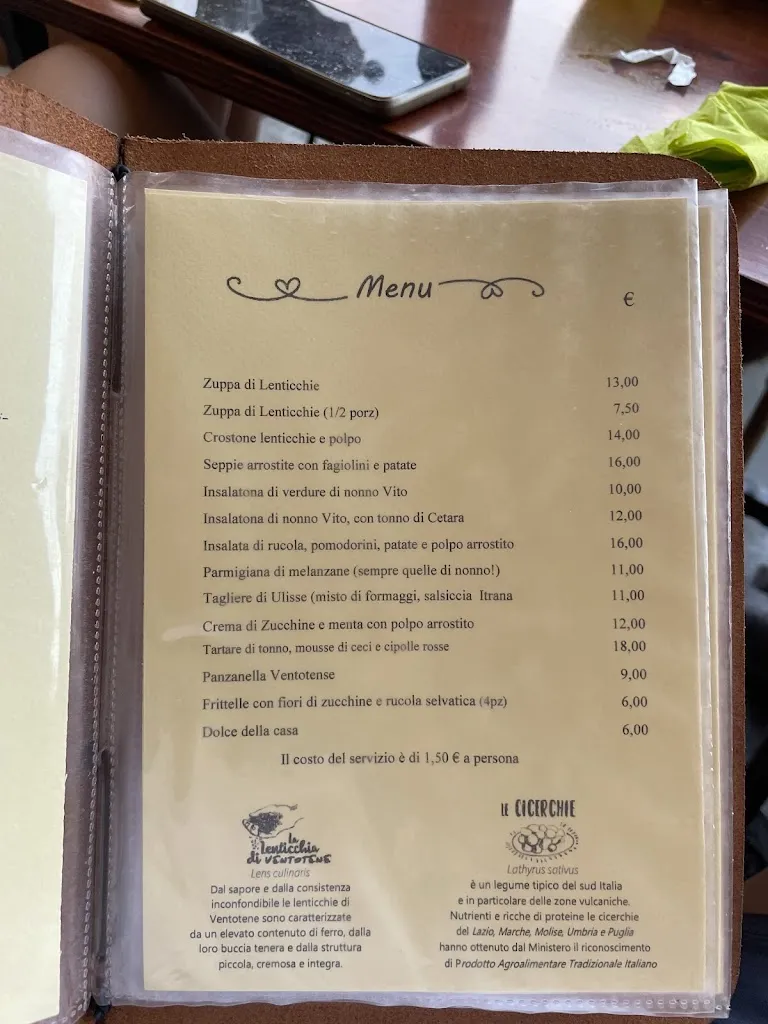 Menu
€
Zuppa di Lenticchie 13,00
Zuppa di Lenticchie (1/2 porz) 7,50
Crostone lenticchie e polpo 14,00
Seppie arrostite con fagiolini e patate 16,00
Insalatona di verdure di nonno Vito 10,00
Insalatona di nonno Vito, con tonno di Cetara 12,00
Insalata di rucola, pomodorini, patate e polpo arrostito 16,00
Parmigiana di melanzane (sempre quelle di nonno!) 11,00
Tagliere di Ulisse (misto di formaggi, salsiccia Itrana 11,00
Crema di Zucchine e menta con polpo arrostito 12,00
Tartare di tonno, mousse di ceci e cipolle rosse 18,00
Panzanella Ventotense 9,00
Frittelle con fiori di zucchine e rucola selvatica (4pz) 6,00
Dolce della casa 6,00
Il costo del servizio è di 1,50 € a persona
la
lenticchia
di VENTOTENE
Lens culinaris
Dal sapore e dalla consistenza
inconfondibile le lenticchie di
Ventotene sono caratterizzate
da un elevato contenuto di ferro, dalla
loro buccia tenera e dalla struttura
piccola, cremosa e integra.
LE CICERCHIE
Lathyrus sativus
è un legume tipico del sud Italia
e in particolare delle zone vulcaniche.
Nutrienti e ricche di proteine le cicerchie
del Lazio, Marche, Molise, Umbria e Puglia
hanno ottenuto dal Ministero il riconoscimento
di Prodotto Agroalimentare Tradizionale Italiano